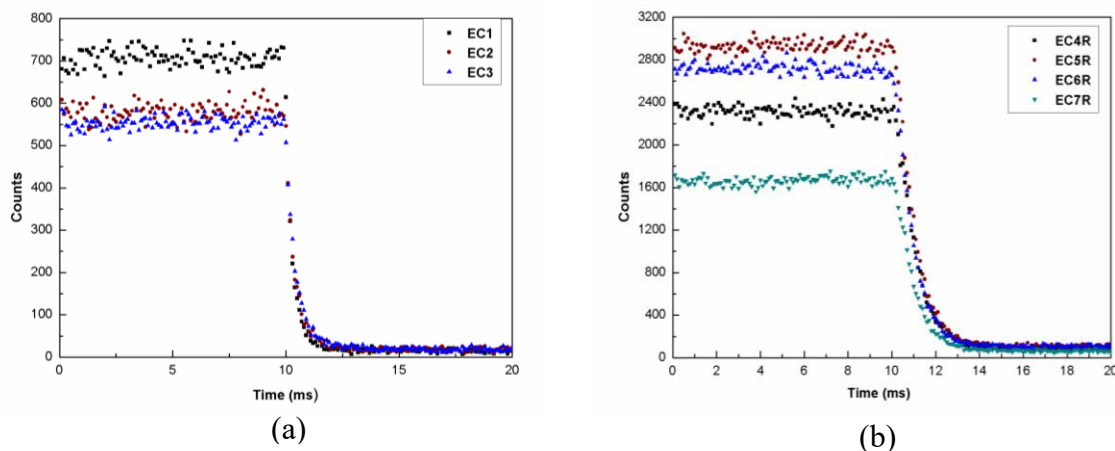 800
700
600
500
400
300
200
100
0
Counts
0 5 10 15 20
Time (ms)
EC1
EC2
EC3
(a)
3200
2800
2400
2000
1600
1200
800
400
0
Counts
0 2 4 6 8 10 12 14 16 18 20
Time (ms)
EC4R
EC5R
EC6R
EC7R
(b)